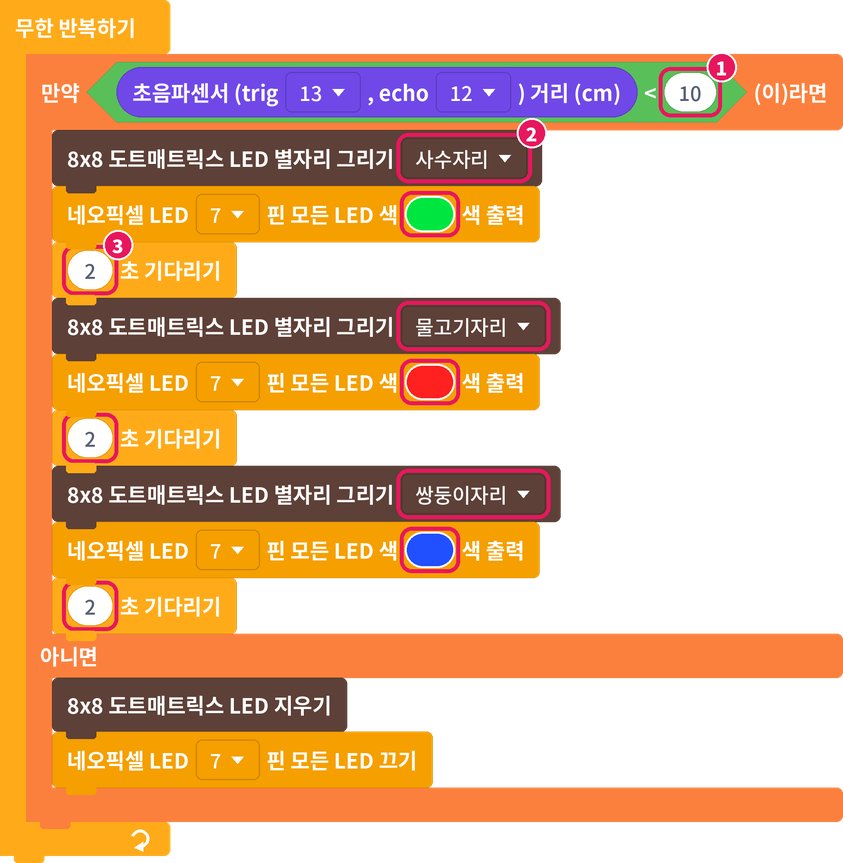 무한 반복하기
만약 초음파센서 (trig 13 , echo 12 ) 거리 (cm) < 10 1 (이)라면
8x8 도트매트릭스 LED 별자리 그리기 사수자리 2
네오픽셀 LED 7 핀 모든 LED 색 색 출력
2 초 기다리기 3
8x8 도트매트릭스 LED 별자리 그리기 물고기자리
네오픽셀 LED 7 핀 모든 LED 색 색 출력
2 초 기다리기
8x8 도트매트릭스 LED 별자리 그리기 쌍둥이자리
네오픽셀 LED 7 핀 모든 LED 색 색 출력
2 초 기다리기
아니면
8x8 도트매트릭스 LED 지우기
네오픽셀 LED 7 핀 모든 LED 끄기